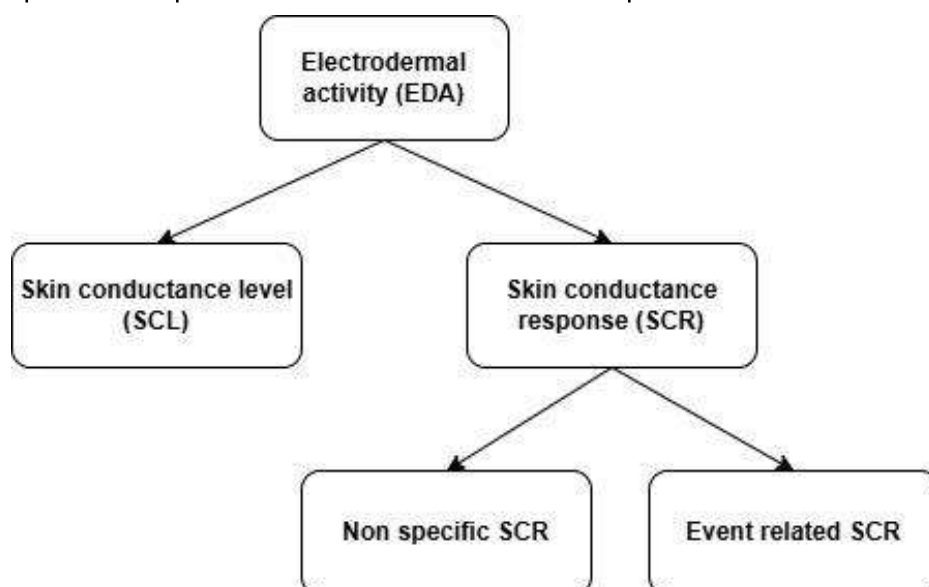 Electrodermal
activity (EDA)
Skin conductance level
(SCL)
Skin conductance
response (SCR)
Non specific SCR
Event related SCR